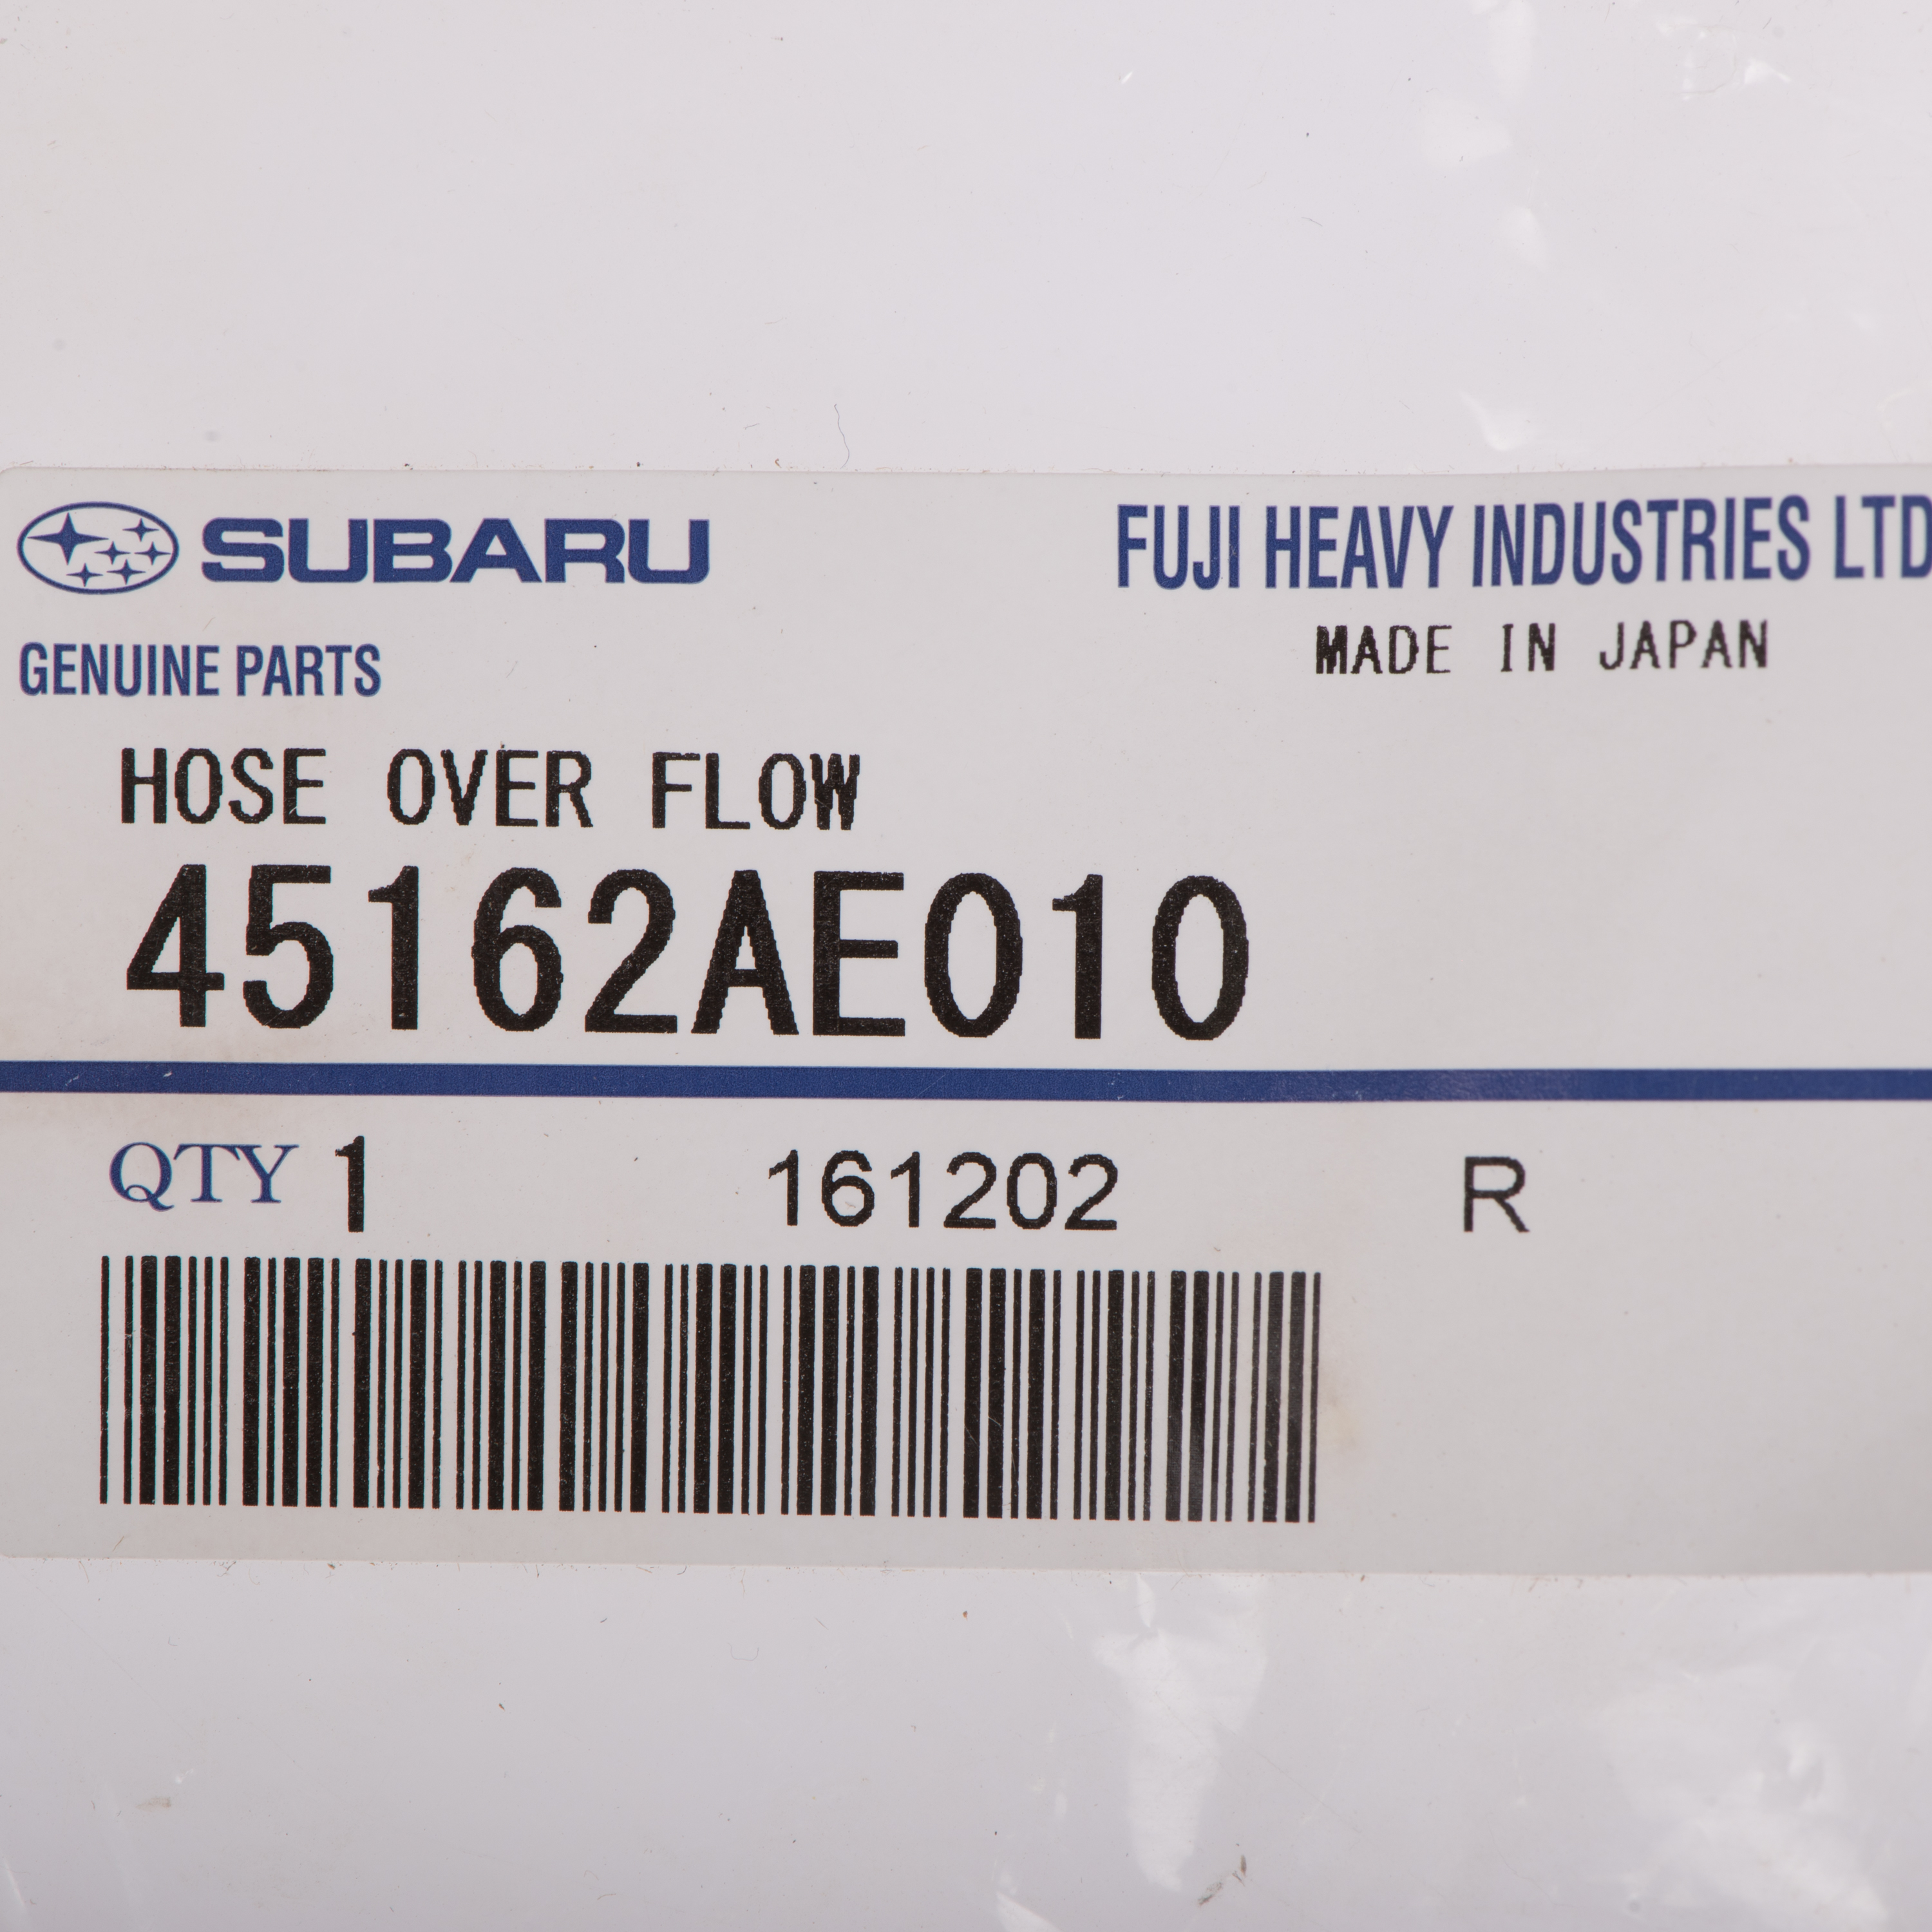 SUBARU
FUJI HEAVY INDUSTRIES LTD
MADE IN JAPAN
GENUINE PARTS
HOSE OVER FLOW
45162AE010
QTY 1 161202 R